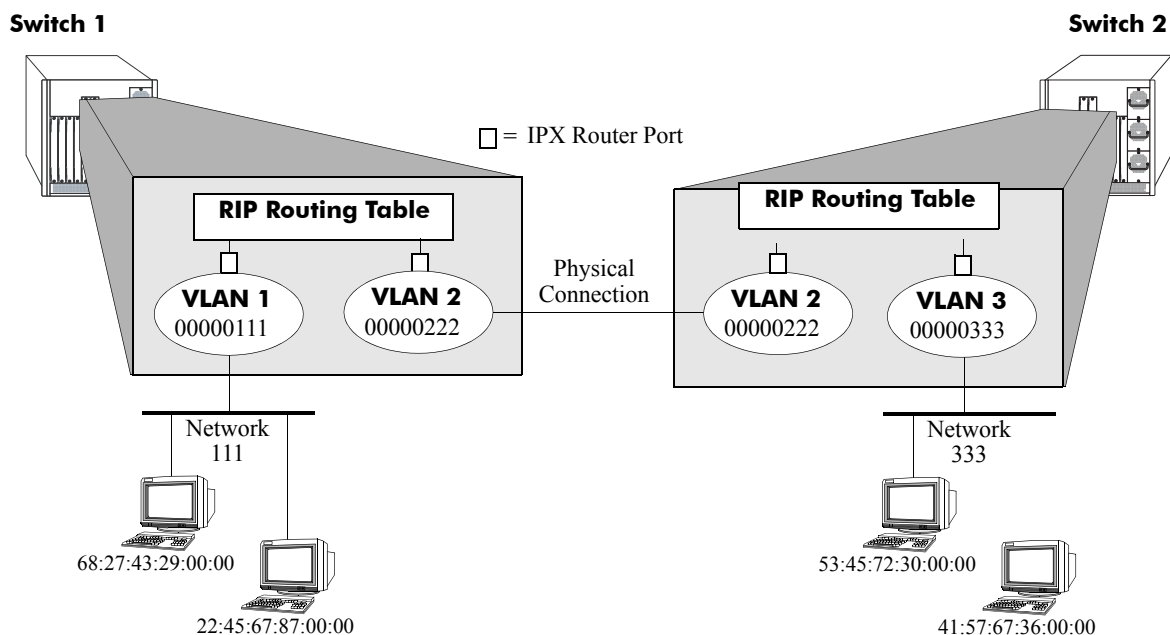 Switch 1
Switch 2
= IPX Router Port
RIP Routing Table
RIP Routing Table
VLAN 1
00000111
VLAN 2
00000222
Physical
Connection
VLAN 2
00000222
VLAN 3
00000333
Network
111
Network
333
68:27:43:29:00:00
22:45:67:87:00:00
53:45:72:30:00:00
41:57:67:36:00:00